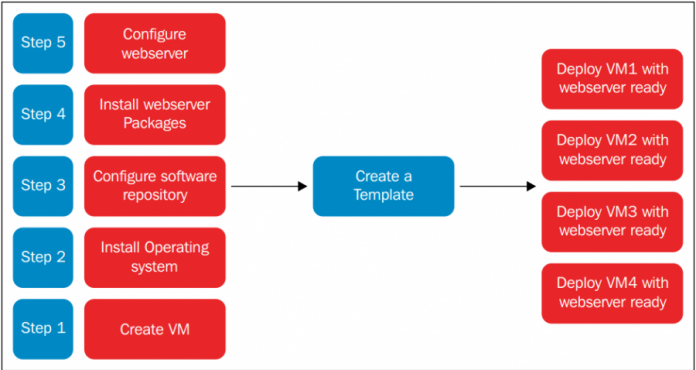 Step 5
Configure
webserver
Step 4
Install webserver
Packages
Step 3
Configure software
repository
Step 2
Install Operating
system
Step 1
Create VM
Create a
Template
Deploy VM1 with
webserver ready
Deploy VM2 with
webserver ready
Deploy VM3 with
webserver ready
Deploy VM4 with
webserver ready